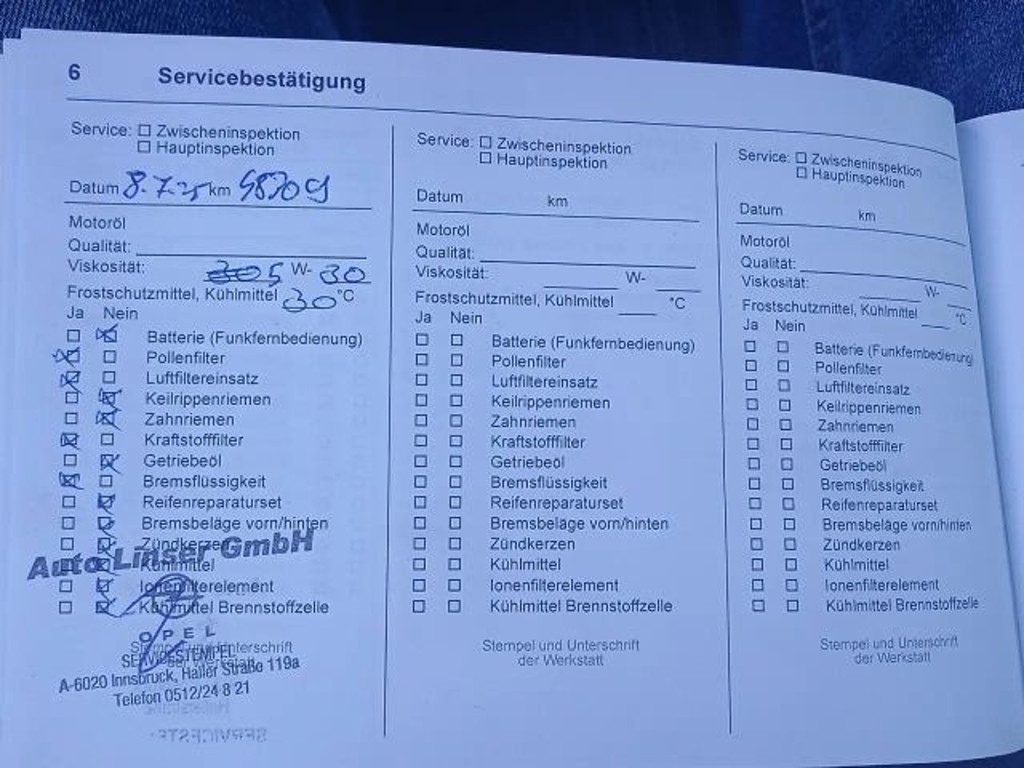 6 Servicebestätigung
Service: ☐ Zwischeninspektion
☐ Hauptinspektion
Datum 8.7.25 km
Motoröl
Qualität:
Viskosität: 5 W- 30
Frostschutzmittel, Kühlmittel 30 °C
Ja Nein
Batterie (Funkfernbedienung)
Pollenfilter
Luftfiltereinsatz
Keilrippenriemen
Zahnriemen
Kraftstofffilter
Getriebeöl
Bremsflüssigkeit
Reifenreparaturset
Bremsbeläge vorn/hinten
Zündkerzen
Kühlmittel
Ionenfilterelement
Kühlmittel Brennstoffzelle
Auto Linser GmbH
OPEL
Stempel und Unterschrift
der Werkstatt
SERVICESTEMPEL
A-6020 Innsbruck, Haller Straße 119a
Telefon 0512/24 8 21
Service: ☐ Zwischeninspektion
☐ Hauptinspektion
Datum km
Motoröl
Qualität:
Viskosität: W-
Frostschutzmittel, Kühlmittel °C
Ja Nein
Batterie (Funkfernbedienung)
Pollenfilter
Luftfiltereinsatz
Keilrippenriemen
Zahnriemen
Kraftstofffilter
Getriebeöl
Bremsflüssigkeit
Reifenreparaturset
Bremsbeläge vorn/hinten
Zündkerzen
Kühlmittel
Ionenfilterelement
Kühlmittel Brennstoffzelle
Stempel und Unterschrift
der Werkstatt
Service: ☐ Zwischeninspektion
☐ Hauptinspektion
Datum km
Motoröl
Qualität:
Viskosität: W-
Frostschutzmittel, Kühlmittel °C
Ja Nein
Batterie (Funkfernbedienung)
Pollenfilter
Luftfiltereinsatz
Keilrippenriemen
Zahnriemen
Kraftstofffilter
Getriebeöl
Bremsflüssigkeit
Reifenreparaturset
Bremsbeläge vorn/hinten
Zündkerzen
Kühlmittel
Ionenfilterelement
Kühlmittel Brennstoffzelle
Stempel und Unterschrift
der Werkstatt